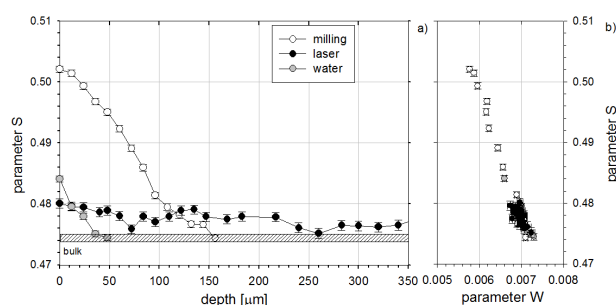 0.51
0.50
0.49
0.48
0.47
parameter S
0
50
100
150
200
250
300
350
depth [µm]
milling
laser
water
bulk
a)
0.005
0.006
0.007
0.008
parameter W
b)
0.51
0.50
0.49
0.48
0.47
parameter S